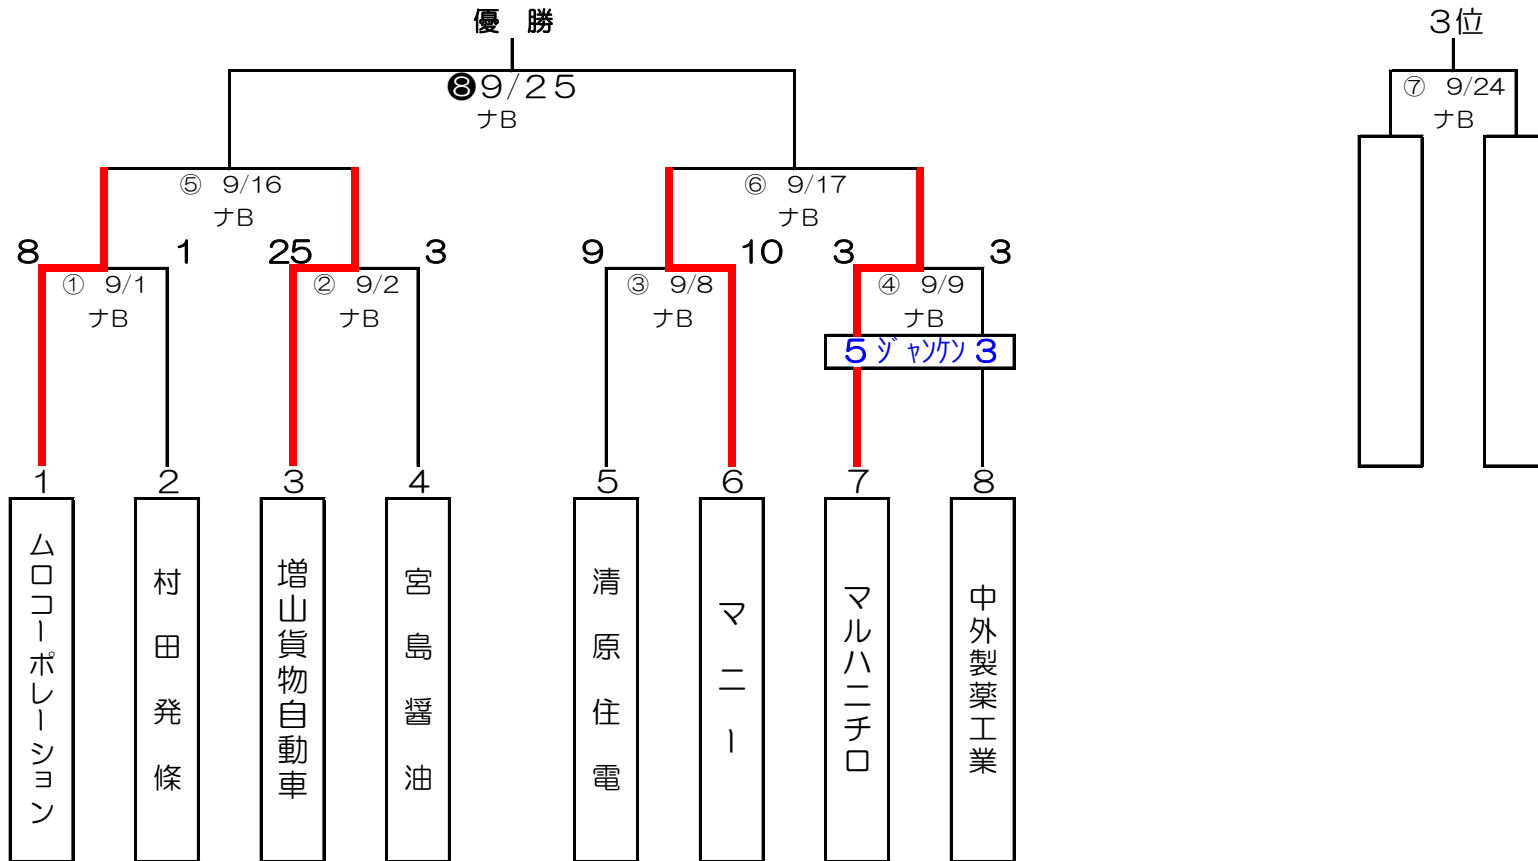 優 勝
3位
❽9/25
ナB
⑦ 9/24
ナB
⑤ 9/16
ナB
⑥ 9/17
ナB
8 1 25 3 9 10 3 3
① 9/1
ナB
② 9/2
ナB
③ 9/8
ナB
④ 9/9
ナB
5 ジャンケン 3
1 2 3 4 5 6 7 8
ムロコーポレーション
村田発條
増山貨物自動車
宮島醤油
清原住電
マニー
マルハニチロ
中外製薬工業